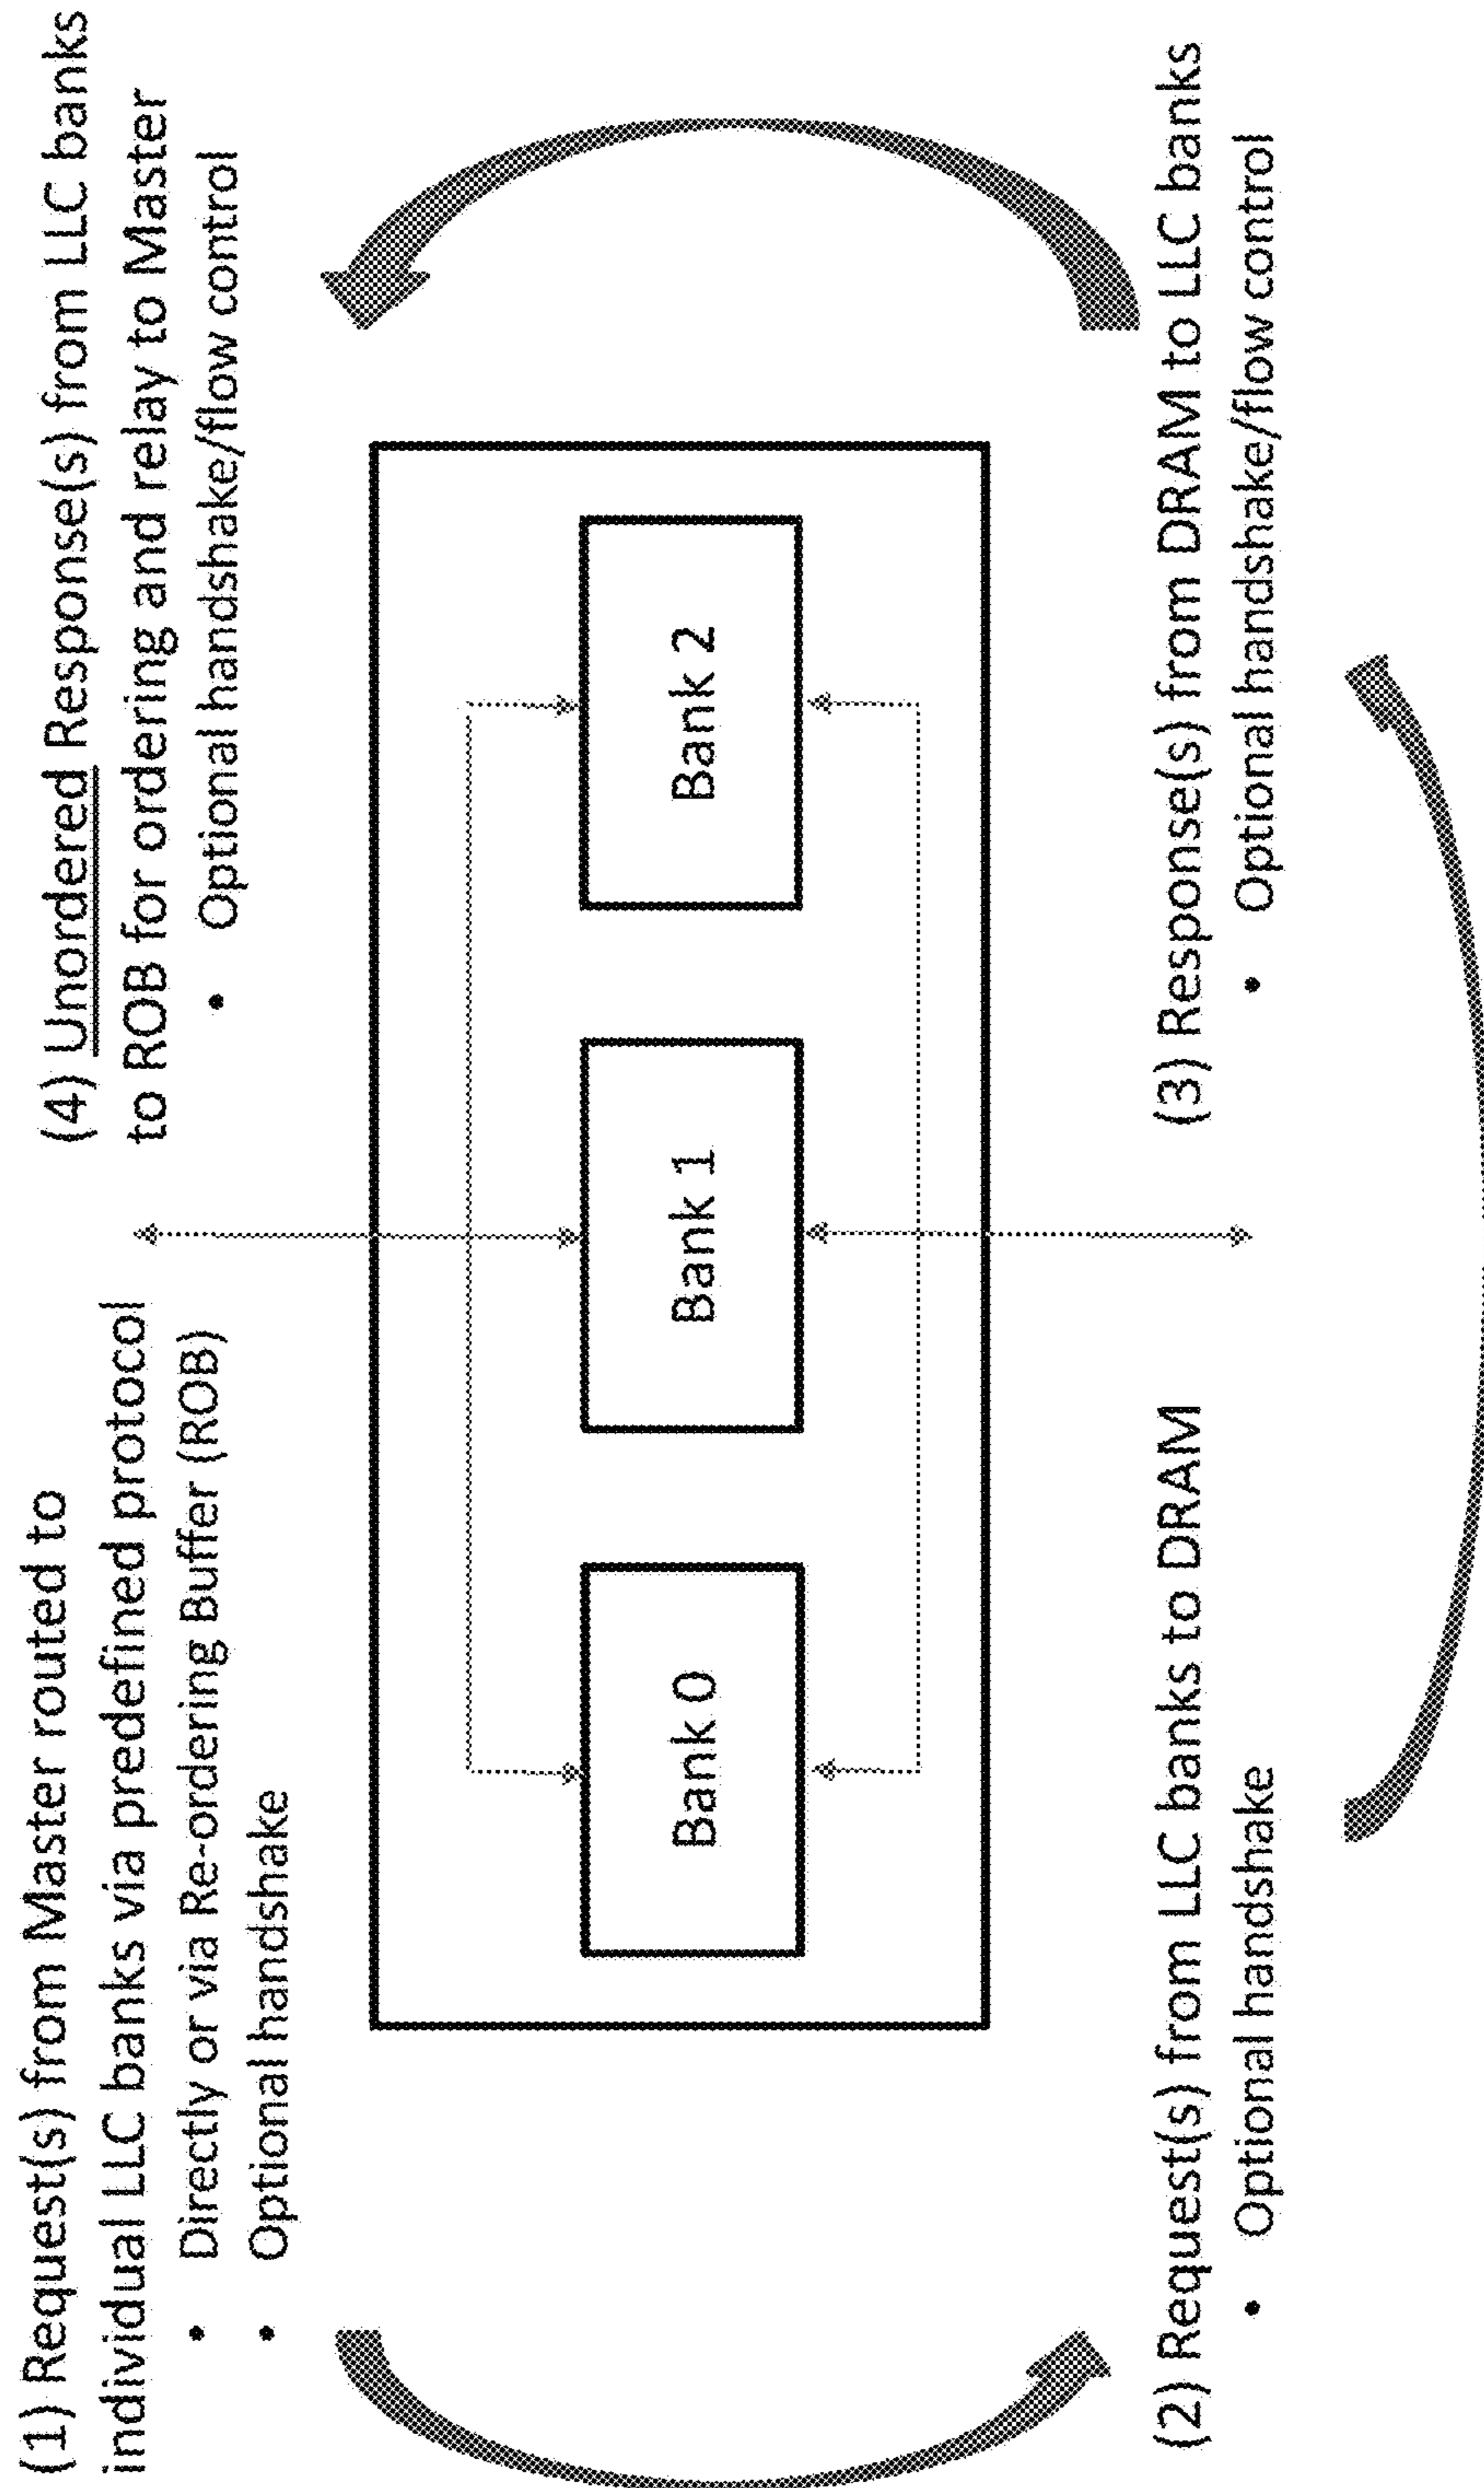 (1) Request(s) from Master routed to
individual LLC banks via predefined protocol
• Directly or via Re-ordering Buffer (ROB)
• Optional handshake
(4) Unordered Response(s) from LLC banks
to ROB for ordering and relay to Master
• Optional handshake/flow control
Bank 0
Bank 1
Bank 2
(2) Request(s) from LLC banks to DRAM
• Optional handshake
(3) Response(s) from DRAM to LLC banks
• Optional handshake/flow control